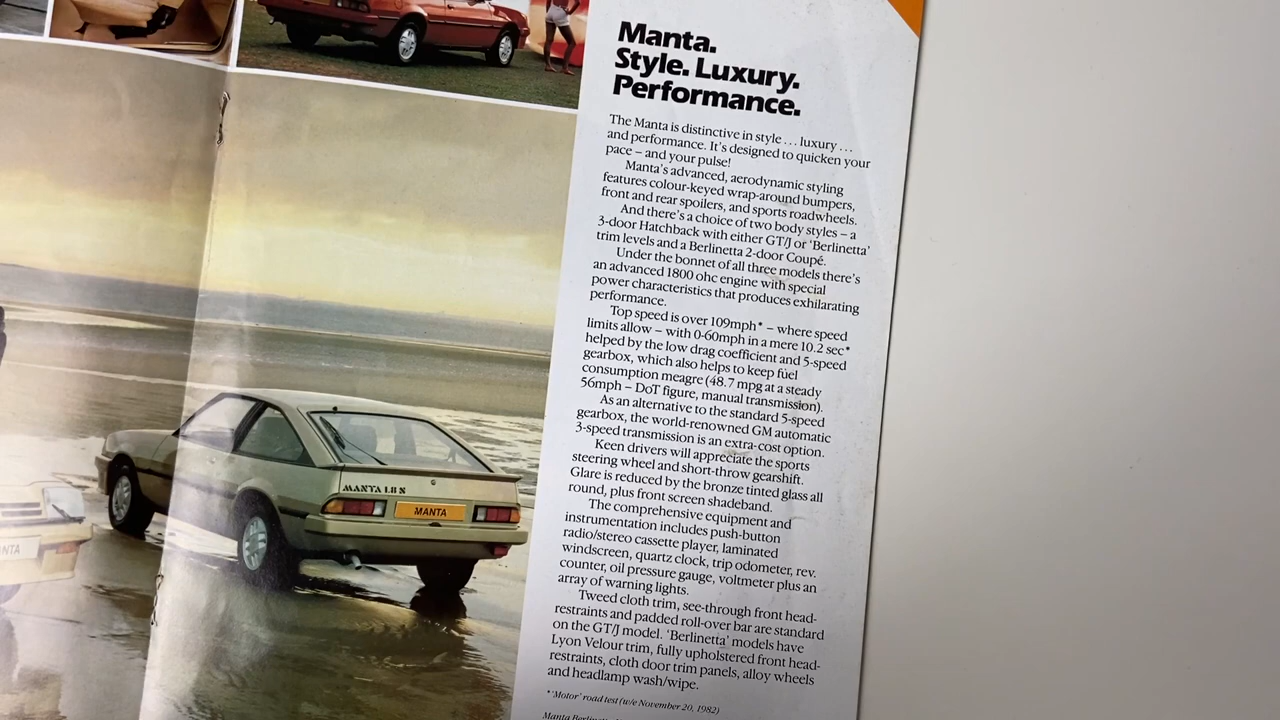 Manta.
Style. Luxury.
Performance.
The Manta is distinctive in style . . . luxury . . .
and performance. It's designed to quicken your
pace – and your pulse!
Manta's advanced, aerodynamic styling
features colour-keyed wrap-around bumpers,
front and rear spoilers, and sports roadwheels.
And there's a choice of two body styles – a
3-door Hatchback with either GT/J or 'Berlinetta'
trim levels and a Berlinetta 2-door Coupé.
Under the bonnet of all three models there's
an advanced 1800 ohc engine with special
power characteristics that produces exhilarating
performance.
Top speed is over 109mph* – where speed
limits allow – with 0-60mph in a mere 10.2 sec*
helped by the low drag coefficient and 5-speed
gearbox, which also helps to keep fuel
consumption meagre (48.7 mpg at a steady
56mph – DoT figure, manual transmission).
As an alternative to the standard 5-speed
gearbox, the world-renowned GM automatic
3-speed transmission is an extra-cost option.
Keen drivers will appreciate the sports
steering wheel and short-throw gearshift.
Glare is reduced by the bronze tinted glass all
round, plus front screen shadeband.
The comprehensive equipment and
instrumentation includes push-button
radio/stereo cassette player, laminated
windscreen, quartz clock, trip odometer, rev.
counter, oil pressure gauge, voltmeter plus an
array of warning lights.
Tweed cloth trim, see-through front head-
restraints and padded roll-over bar are standard
on the GT/J model. 'Berlinetta' models have
Lyon Velour trim, fully upholstered front head-
restraints, cloth door trim panels, alloy wheels
and headlamp wash/wipe.
*'Motor' road test (w/e November 20, 1982)
Manta
MANTA 1.8 S
MANTA
NTA